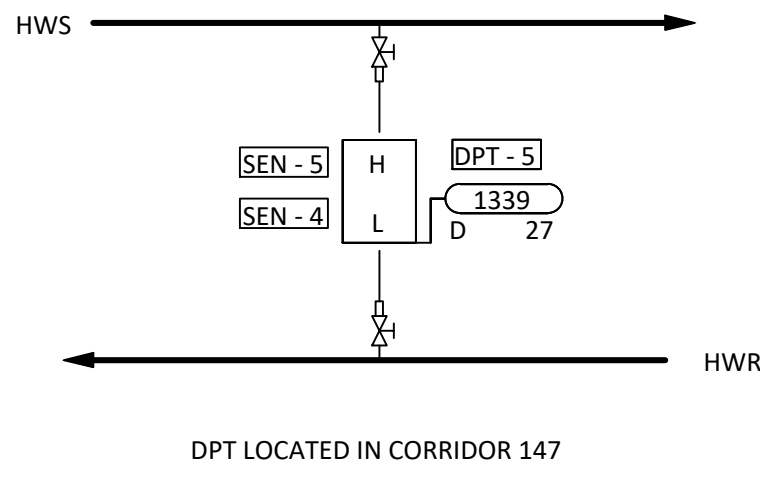 HWS
SEN - 5
H
DPT - 5
1339
SEN - 4
L
D 27
HWR
DPT LOCATED IN CORRIDOR 147